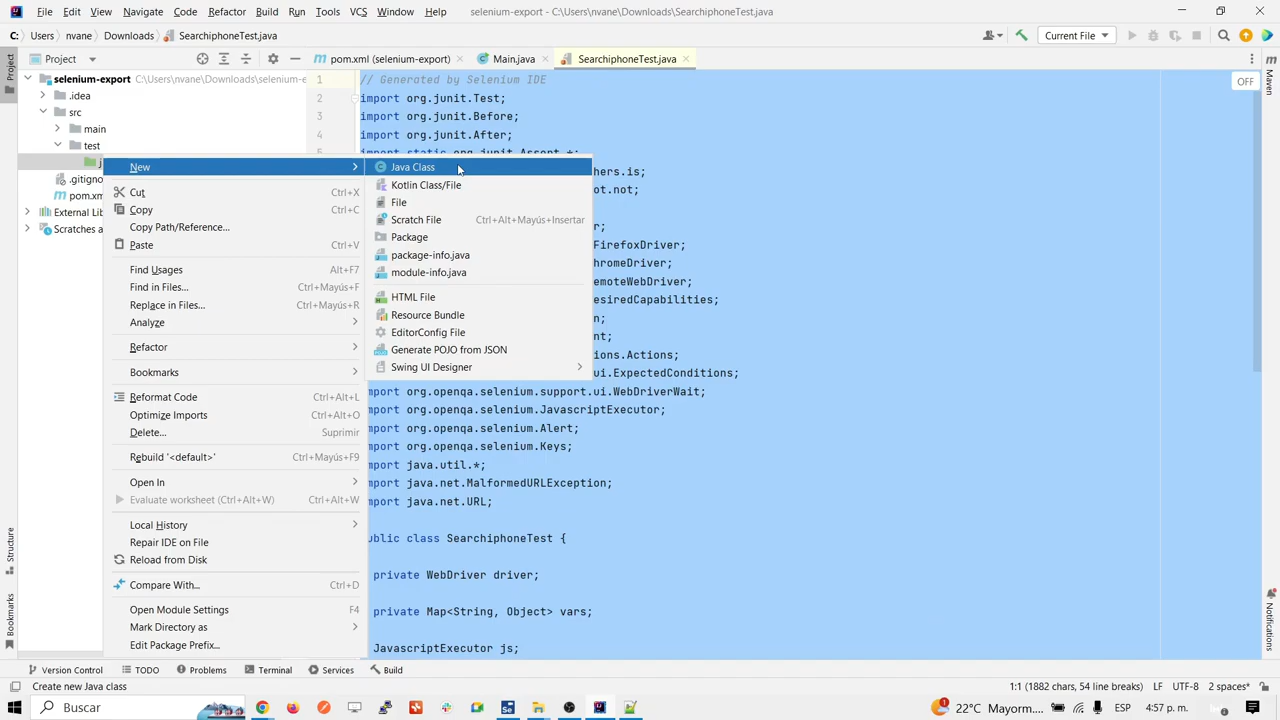 File Edit View Navigate Code Refactor Build Run Tools VCS Window Help selenium-export - C:\Users\nvane\Downloads\SearchiphoneTest.java
C: Users nvane Downloads SearchiphoneTest.java Current File
Project pom.xml (selenium-export) Main.java SearchiphoneTest.java
selenium-export C:\Users\nvane\Downloads\selenium-e
.idea
src
main
test
j
.gitigno
pom.xm
External Lib
Scratches a
Project
Structure
Bookmarks
New
Cut Ctrl+X
Copy Ctrl+C
Copy Path/Reference...
Paste Ctrl+V
Find Usages Alt+F7
Find in Files... Ctrl+Mayús+F
Replace in Files... Ctrl+Mayús+R
Analyze
Refactor
Bookmarks
Reformat Code Ctrl+Alt+L
Optimize Imports Ctrl+Alt+O
Delete... Suprimir
Rebuild '<default>' Ctrl+Mayús+F9
Open In
Evaluate worksheet (Ctrl+Alt+W) Ctrl+Alt+W
Local History
Repair IDE on File
Reload from Disk
Compare With... Ctrl+D
Open Module Settings F4
Mark Directory as
Edit Package Prefix...
Java Class
Kotlin Class/File
File
Scratch File Ctrl+Alt+Mayús+Insertar
Package
package-info.java
module-info.java
HTML File
Resource Bundle
EditorConfig File
Generate POJO from JSON
Swing UI Designer
1 // Generated by Selenium IDE
2 import org.junit.Test;
3 import org.junit.Before;
4 import org.junit.After;
5 import static org.junit.Assert.*;
hers.is;
ot.not;
r;
FirefoxDriver;
hromeDriver;
emoteWebDriver;
esiredCapabilities;
n;
nt;
ions.Actions;
ui.ExpectedConditions;
mport org.openqa.selenium.support.ui.WebDriverWait;
mport org.openqa.selenium.JavascriptExecutor;
mport org.openqa.selenium.Alert;
mport org.openqa.selenium.Keys;
mport java.util.*;
mport java.net.MalformedURLException;
mport java.net.URL;
ublic class SearchiphoneTest {
private WebDriver driver;
private Map<String, Object> vars;
JavascriptExecutor js;
OFF
Maven
Notifications
Version Control TODO Problems Terminal Services Build
Create new Java class 1:1 (1882 chars, 54 line breaks) LF UTF-8 2 spaces*
Buscar 22°C Mayorm... ESP 4:57 p. m.